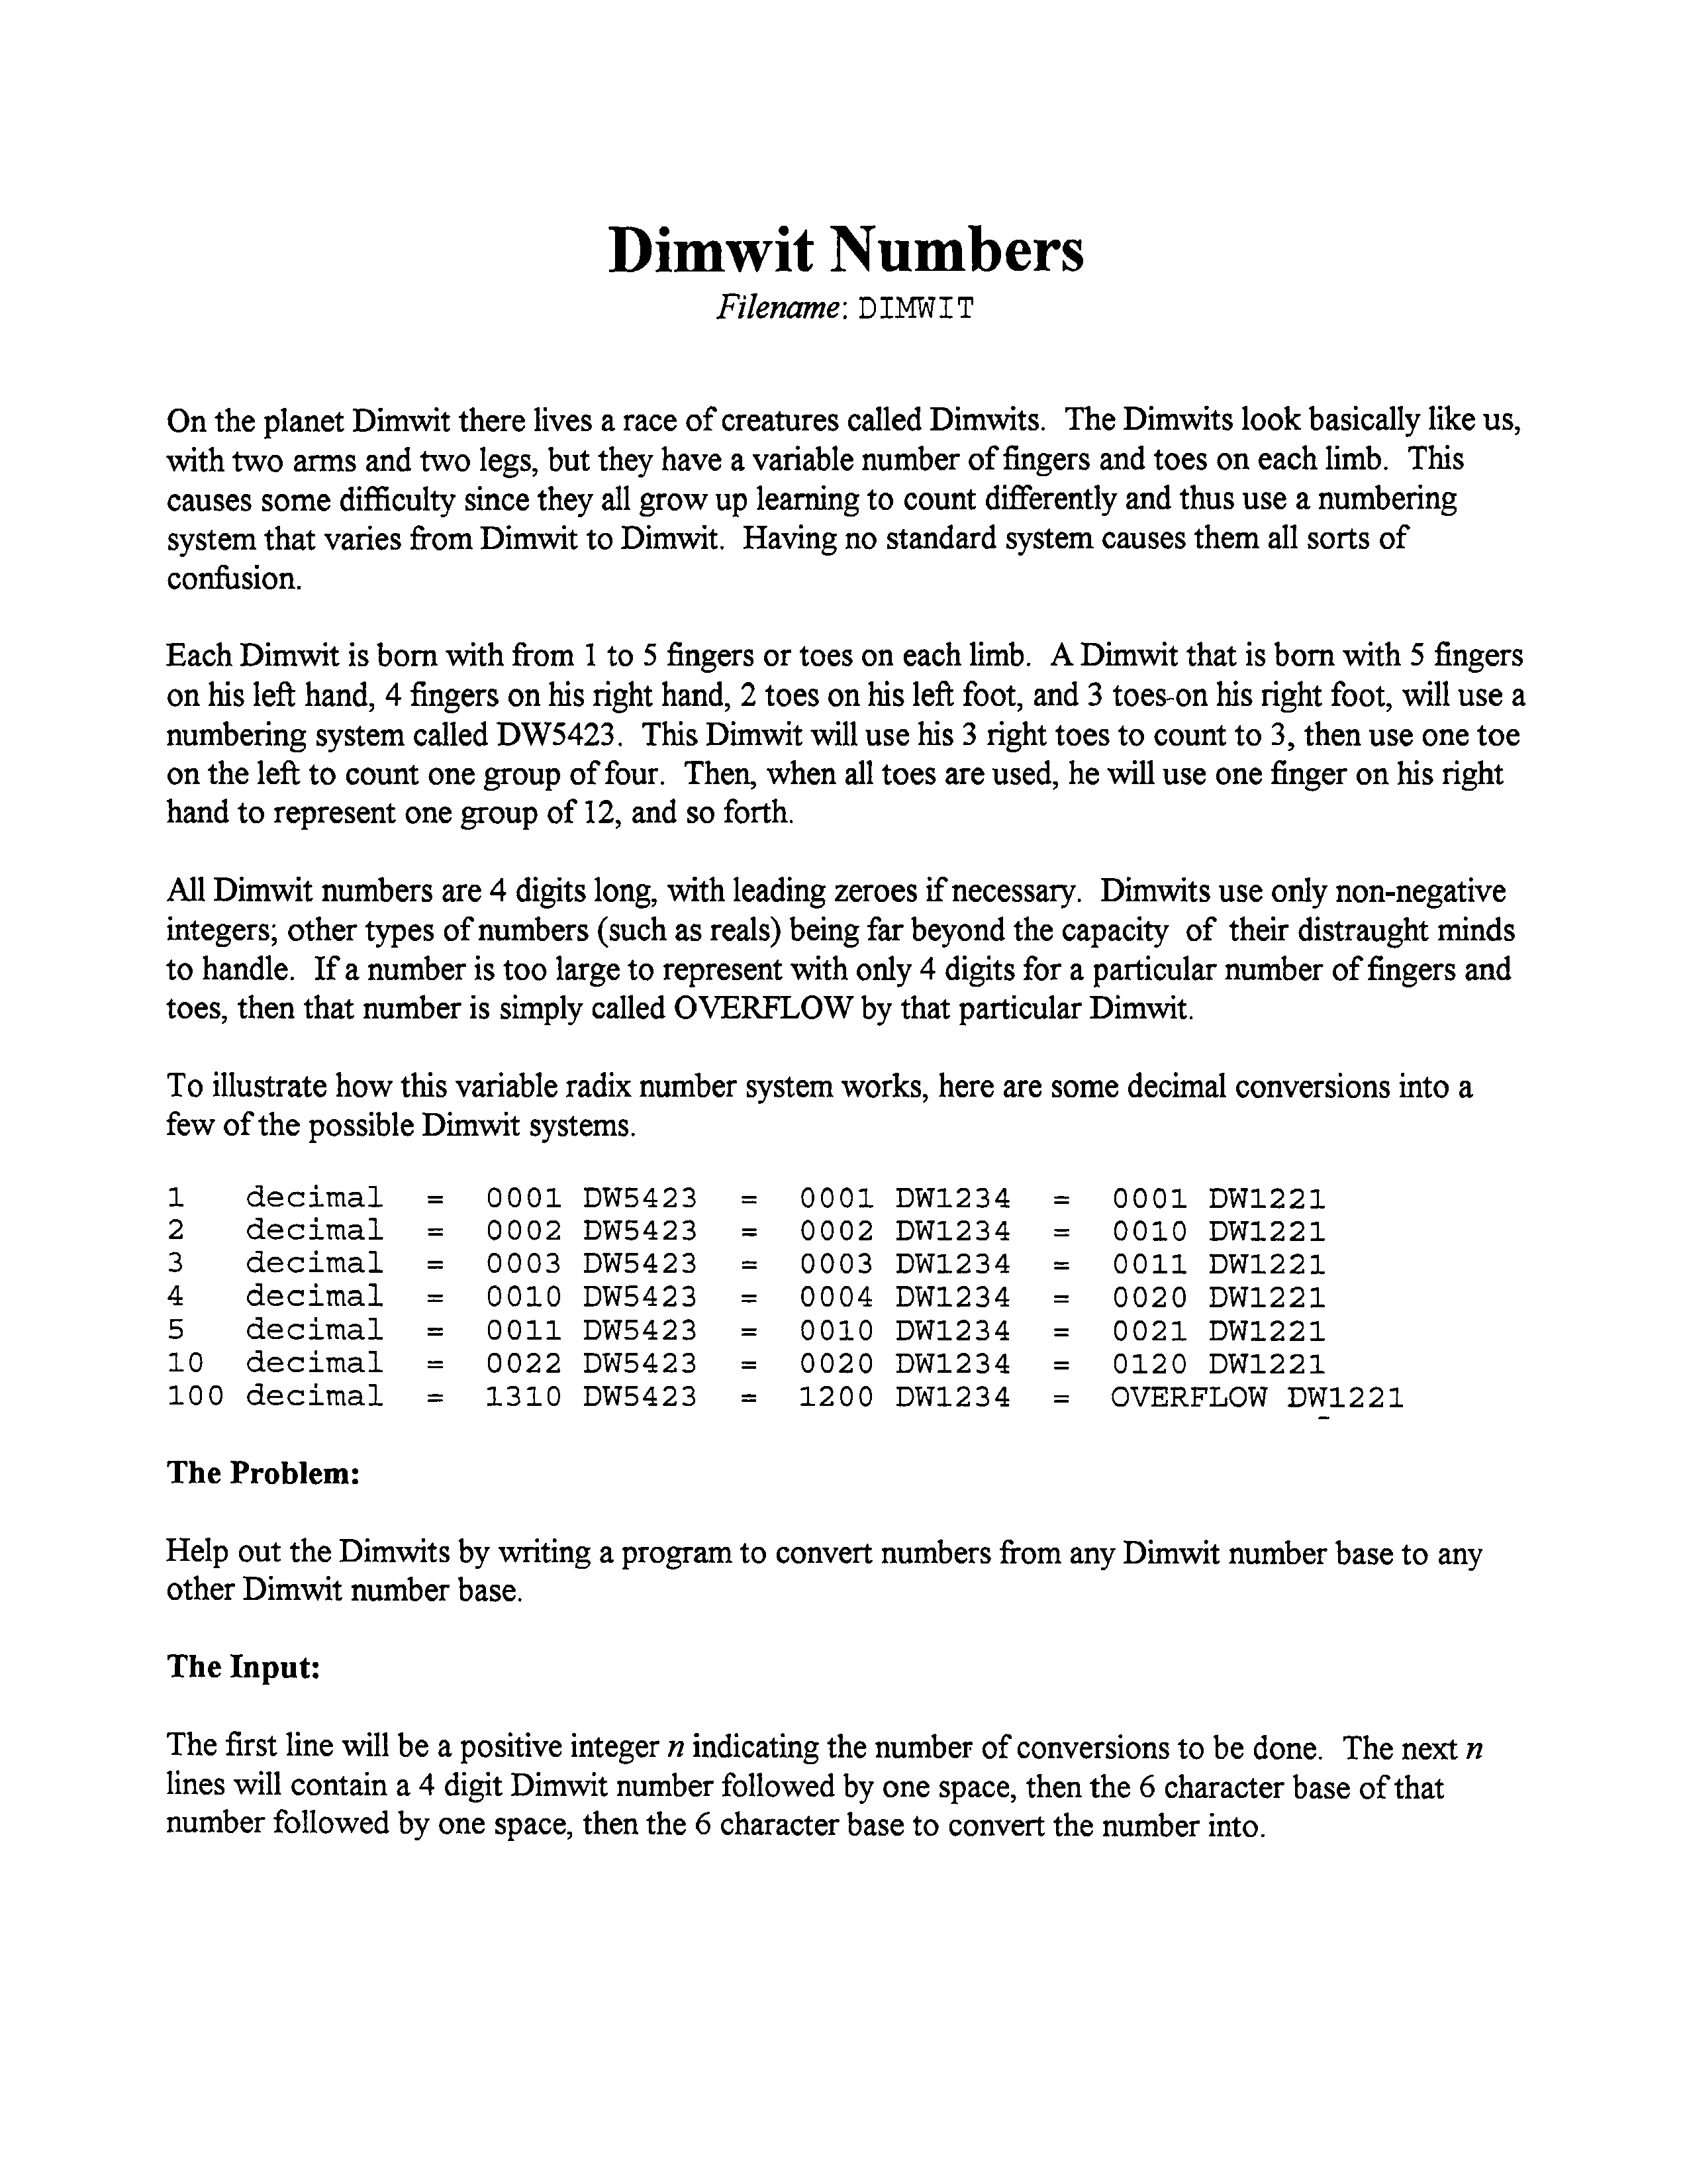 Dimwit Numbers
Filename: DIMWIT
On the planet Dimwit there lives a race of creatures called Dimwits. The Dimwits look basically like us,
with two arms and two legs, but they have a variable number of fingers and toes on each limb. This
causes some difficulty since they all grow up learning to count differently and thus use a numbering
system that varies from Dimwit to Dimwit. Having no standard system causes them all sorts of
confusion.
Each Dimwit is born with from 1 to 5 fingers or toes on each limb. A Dimwit that is born with 5 fingers
on his left hand, 4 fingers on his right hand, 2 toes on his left foot, and 3 toes-on his right foot, will use a
numbering system called DW5423. This Dimwit will use his 3 right toes to count to 3, then use one toe
on the left to count one group of four. Then, when all toes are used, he will use one finger on his right
hand to represent one group of 12, and so forth.
All Dimwit numbers are 4 digits long, with leading zeroes if necessary. Dimwits use only non-negative
integers; other types of numbers (such as reals) being far beyond the capacity of their distraught minds
to handle. If a number is too large to represent with only 4 digits for a particular number of fingers and
toes, then that number is simply called OVERFLOW by that particular Dimwit.
To illustrate how this variable radix number system works, here are some decimal conversions into a
few of the possible Dimwit systems.
1 decimal = 0001 DW5423 = 0001 DW1234 = 0001 DW1221
2 decimal = 0002 DW5423 = 0002 DW1234 = 0010 DW1221
3 decimal = 0003 DW5423 = 0003 DW1234 = 0011 DW1221
4 decimal = 0010 DW5423 = 0004 DW1234 = 0020 DW1221
5 decimal = 0011 DW5423 = 0010 DW1234 = 0021 DW1221
10 decimal = 0022 DW5423 = 0020 DW1234 = 0120 DW1221
100 decimal = 1310 DW5423 = 1200 DW1234 = OVERFLOW DW1221
The Problem:
Help out the Dimwits by writing a program to convert numbers from any Dimwit number base to any
other Dimwit number base.
The Input:
The first line will be a positive integer n indicating the number of conversions to be done. The next n
lines will contain a 4 digit Dimwit number followed by one space, then the 6 character base of that
number followed by one space, then the 6 character base to convert the number into.